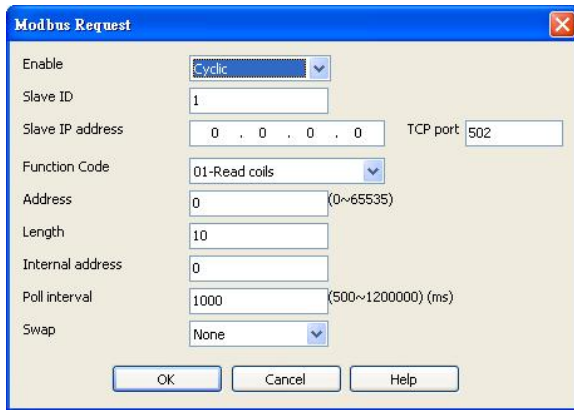 Modbus Request
Enable Cyclic
Slave ID 1
Slave IP address 0 . 0 . 0 . 0 TCP port 502
Function Code 01-Read coils
Address 0 (0~65535)
Length 10
Internal address 0
Poll interval 1000 (500~1200000) (ms)
Swap None
OK Cancel Help